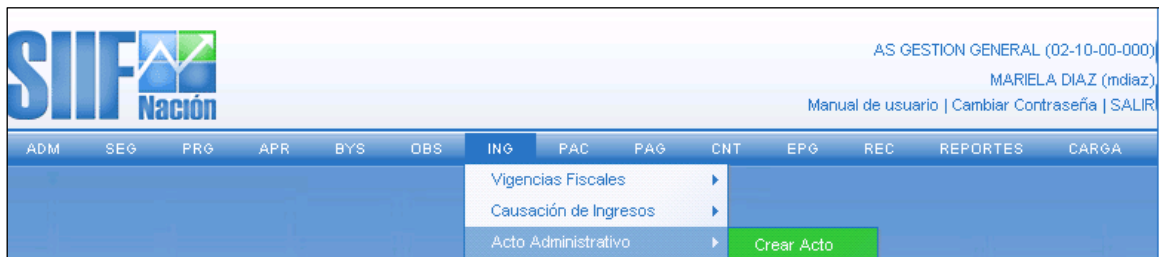 SIIF
Nación
AS GESTION GENERAL (02-10-00-000)
MARIELA DIAZ (mdiaz)
Manual de usuario | Cambiar Contraseña | SALIR
ADM SEG PRG APR BYS OBS ING PAC PAG CNT EPG REC REPORTES CARGA
Vigencias Fiscales
Causación de Ingresos
Acto Administrativo Crear Acto